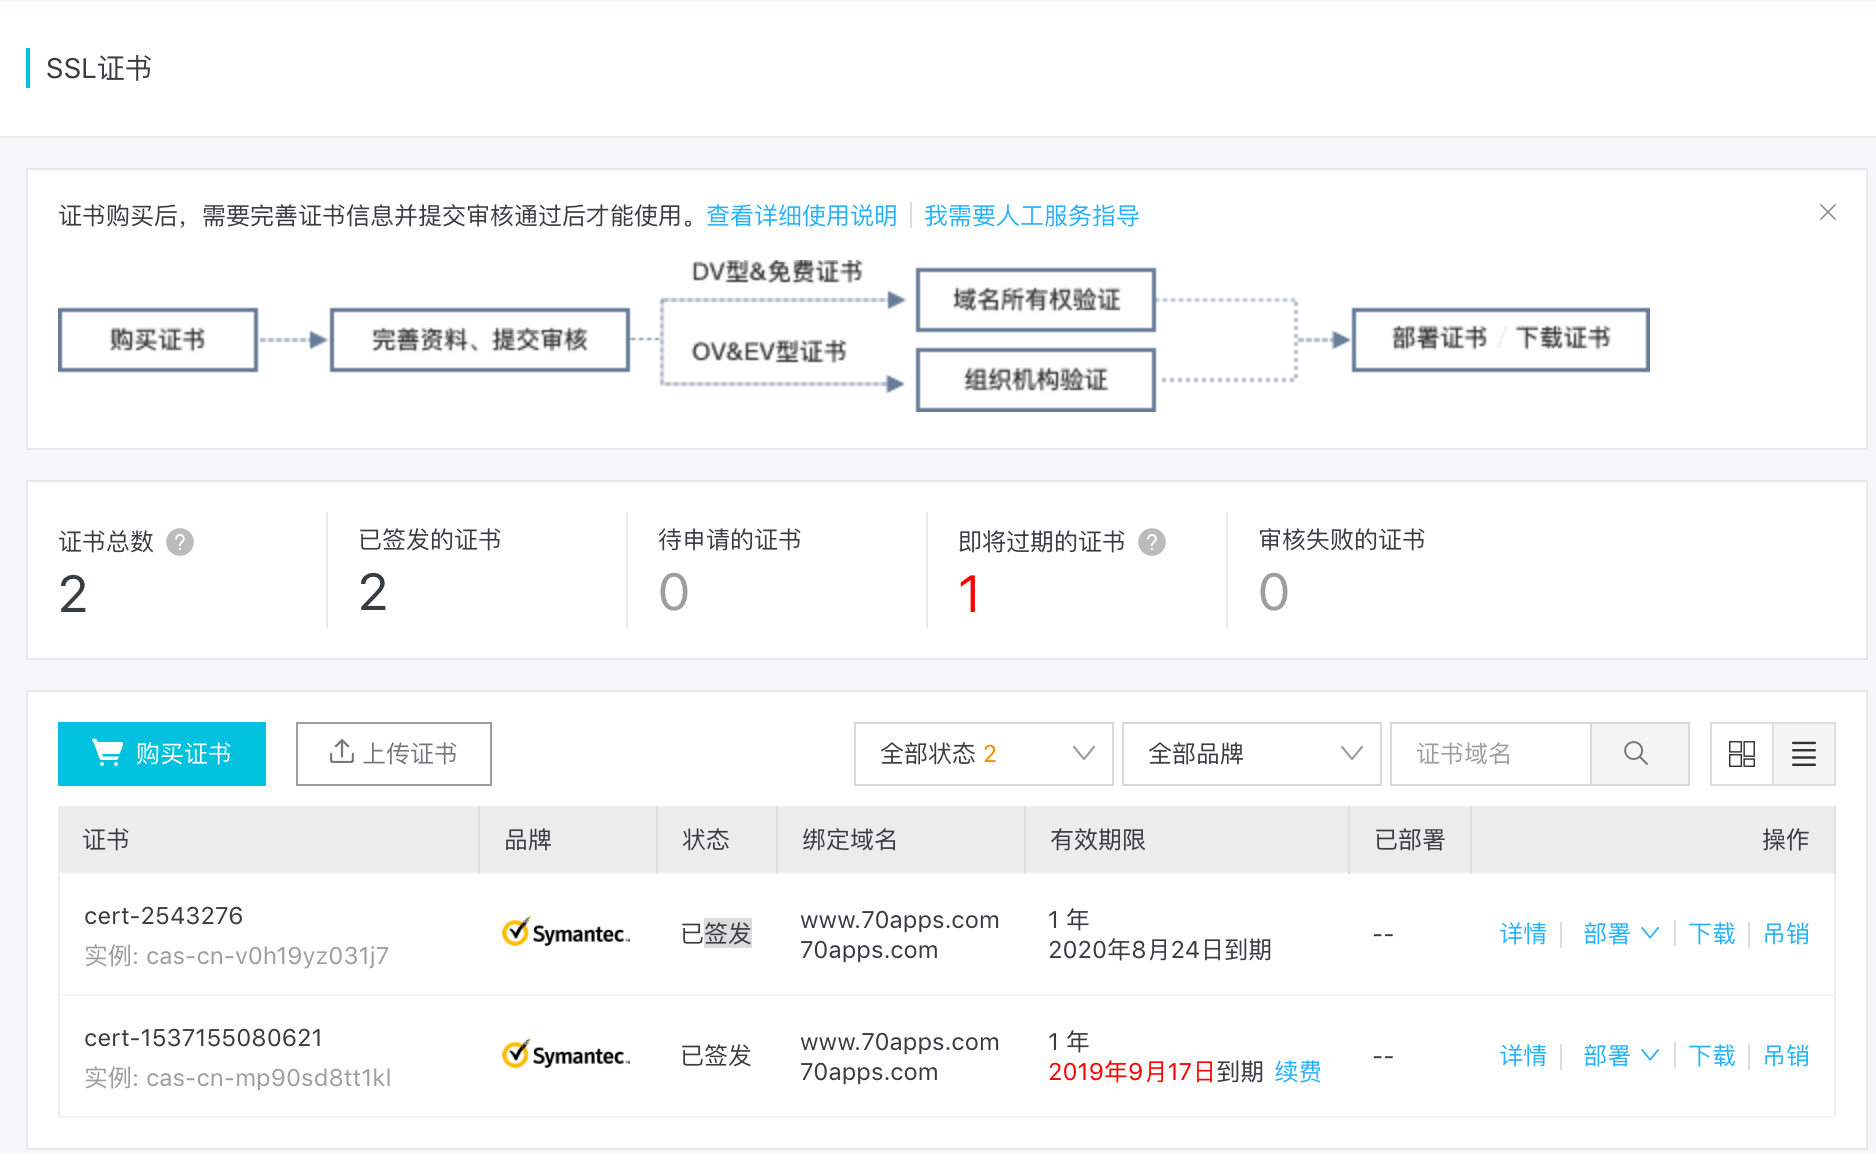 SSL证书
证书购买后，需要完善证书信息并提交审核通过后才能使用。查看详细使用说明 | 我需要人工服务指导
DV型&免费证书
购买证书
完善资料、提交审核
域名所有权验证
OV&EV型证书
组织机构验证
部署证书 / 下载证书
证书总数 ?
2
已签发的证书
2
待申请的证书
0
即将过期的证书 ?
1
审核失败的证书
0
购买证书
上传证书
全部状态 2
全部品牌
证书域名
证书 品牌 状态 绑定域名 有效期限 已部署 操作
cert-2543276
实例: cas-cn-v0h19yz031j7
Symantec.
已签发
www.70apps.com
70apps.com
1 年
2020年8月24日到期
--
详情 | 部署 | 下载 | 吊销
cert-1537155080621
实例: cas-cn-mp90sd8tt1kl
Symantec.
已签发
www.70apps.com
70apps.com
1 年
2019年9月17日到期 续费
--
详情 | 部署 | 下载 | 吊销